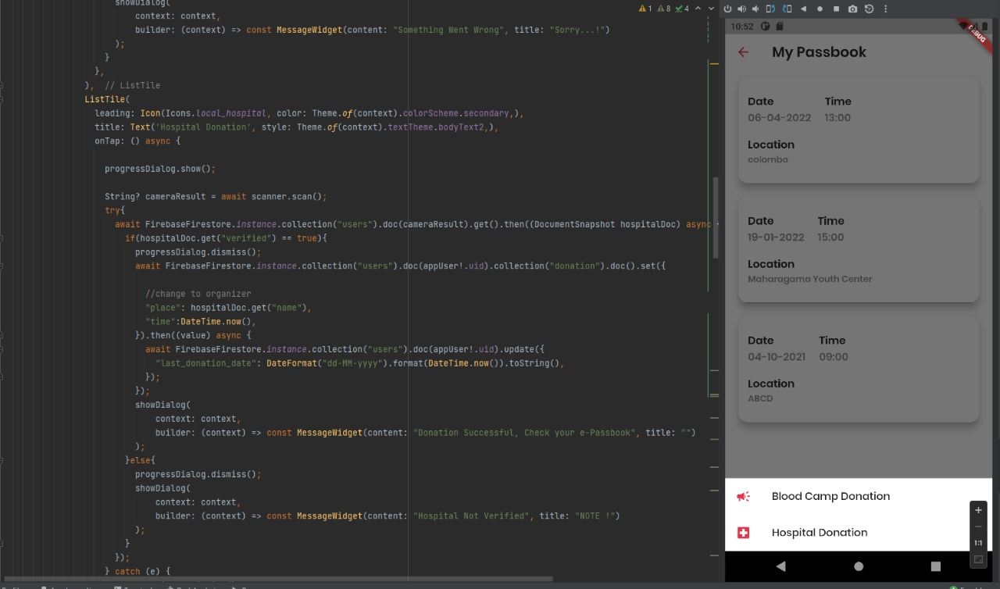 showDialog(
context: context,
builder: (context) => const MessageWidget(content: "Something Went Wrong", title: "Sorry...!")
);
}
},
), // ListTile
ListTile(
leading: Icon(Icons.local_hospital, color: Theme.of(context).colorScheme.secondary,),
title: Text('Hospital Donation', style: Theme.of(context).textTheme.bodyText2,),
onTap: () async {
progressDialog.show();
String? cameraResult = await scanner.scan();
try{
await FirebaseFirestore.instance.collection("users").doc(cameraResult).get().then((DocumentSnapshot hospitalDoc) async {
if(hospitalDoc.get("verified") == true){
progressDialog.dismiss();
await FirebaseFirestore.instance.collection("users").doc(appUser!.uid).collection("donation").doc().set({
//change to organizer
"place": hospitalDoc.get("name"),
"time":DateTime.now(),
}).then((value) async {
await FirebaseFirestore.instance.collection("users").doc(appUser!.uid).update({
"last_donation_date": DateFormat("dd-MM-yyyy").format(DateTime.now()).toString(),
});
});
showDialog(
context: context,
builder: (context) => const MessageWidget(content: "Donation Successful, Check your e-Passbook", title: "")
);
}else{
progressDialog.dismiss();
showDialog(
context: context,
builder: (context) => const MessageWidget(content: "Hospital Not Verified", title: "NOTE !")
);
}
});
} catch (e) {
1 8 4
10:52
DEBUG
My Passbook
Date Time
06-04-2022 13:00
Location
colombo
Date Time
19-01-2022 15:00
Location
Maharagama Youth Center
Date Time
04-10-2021 09:00
Location
ABCD
Blood Camp Donation
Hospital Donation
1:1